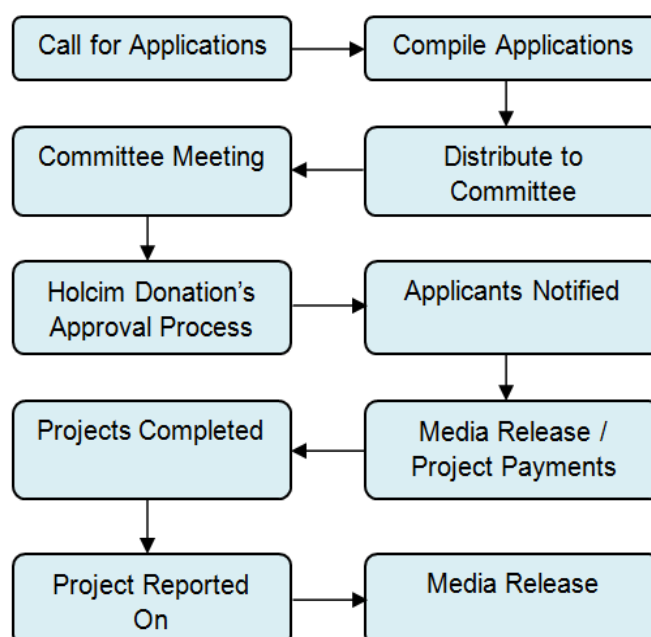 Call for Applications
Compile Applications
Committee Meeting
Distribute to
Committee
Holcim Donation’s
Approval Process
Applicants Notified
Projects Completed
Media Release /
Project Payments
Project Reported
On
Media Release